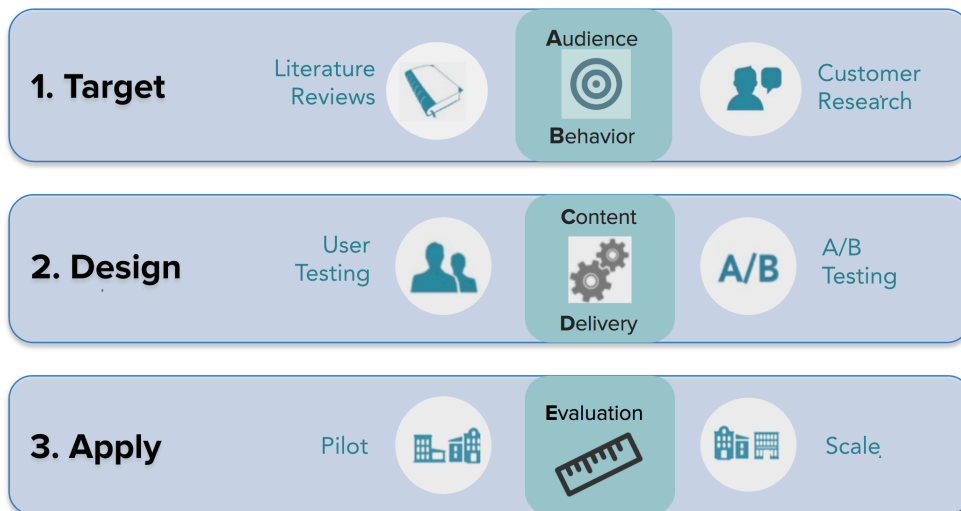 1. Target
Literature
Reviews
Audience
Behavior
Customer
Research
2. Design
User
Testing
Content
Delivery
A/B
A/B
Testing
3. Apply
Pilot
Evaluation
Scale